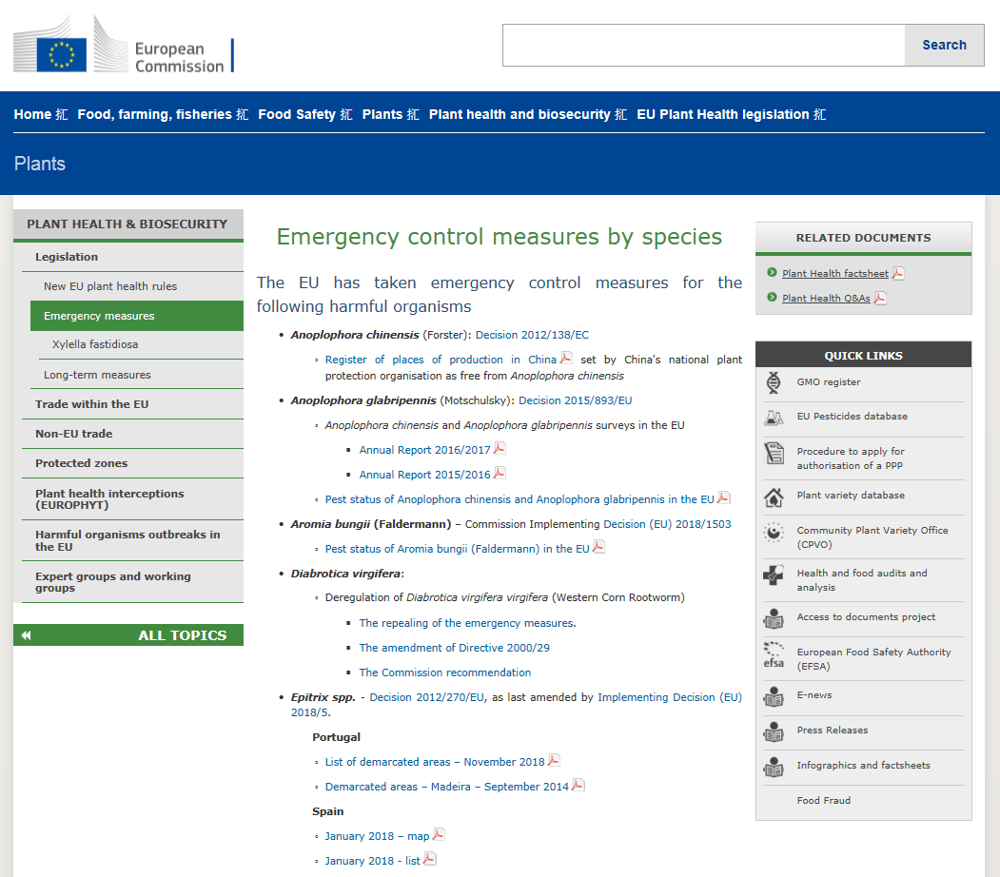 European
Commission
Search
Home 汇 Food, farming, fisheries 汇 Food Safety 汇 Plants 汇 Plant health and biosecurity 汇 EU Plant Health legislation 汇
Plants
PLANT HEALTH & BIOSECURITY
Legislation
New EU plant health rules
Emergency measures
Xylella fastidiosa
Long-term measures
Trade within the EU
Non-EU trade
Protected zones
Plant health interceptions
(EUROPHYT)
Harmful organisms outbreaks in
the EU
Expert groups and working
groups
ALL TOPICS
Emergency control measures by species
The EU has taken emergency control measures for the
following harmful organisms
• Anoplophora chinensis (Forster): Decision 2012/138/EC
◦ Register of places of production in China set by China's national plant
protection organisation as free from Anoplophora chinensis
• Anoplophora glabripennis (Motschulsky): Decision 2015/893/EU
◦ Anoplophora chinensis and Anoplophora glabripennis surveys in the EU
▪ Annual Report 2016/2017
▪ Annual Report 2015/2016
◦ Pest status of Anoplophora chinensis and Anoplophora glabripennis in the EU
• Aromia bungii (Faldermann) – Commission Implementing Decision (EU) 2018/1503
◦ Pest status of Aromia bungii (Faldermann) in the EU
• Diabrotica virgifera:
◦ Deregulation of Diabrotica virgifera virgifera (Western Corn Rootworm)
▪ The repealing of the emergency measures.
▪ The amendment of Directive 2000/29
▪ The Commission recommendation
• Epitrix spp. - Decision 2012/270/EU, as last amended by Implementing Decision (EU)
2018/5.
Portugal
◦ List of demarcated areas – November 2018
◦ Demarcated areas – Madeira – September 2014
Spain
◦ January 2018 – map
◦ January 2018 - list
RELATED DOCUMENTS
Plant Health factsheet
Plant Health Q&As
QUICK LINKS
GMO register
EU Pesticides database
Procedure to apply for
authorisation of a PPP
Plant variety database
Community Plant Variety Office
(CPVO)
Health and food audits and
analysis
Access to documents project
efsa
European Food Safety Authority
(EFSA)
E-news
Press Releases
Infographics and factsheets
Food Fraud